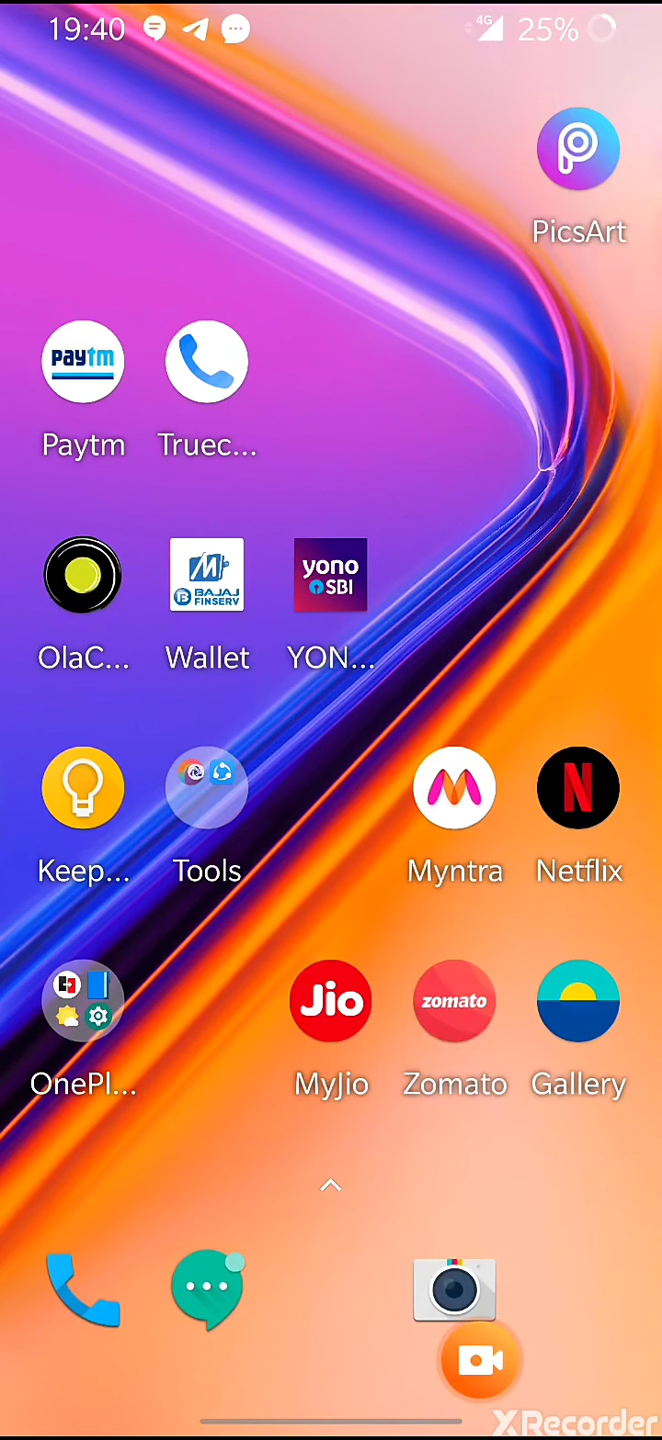 19:40
4G
25%
PicsArt
paytm
Paytm
Truec...
OlaC...
BAJAJ
FINSERV
Wallet
yono
SBI
YON...
Keep...
Tools
Myntra
Netflix
OnePl...
Jio
MyJio
zomato
Zomato
Gallery
XRecorder